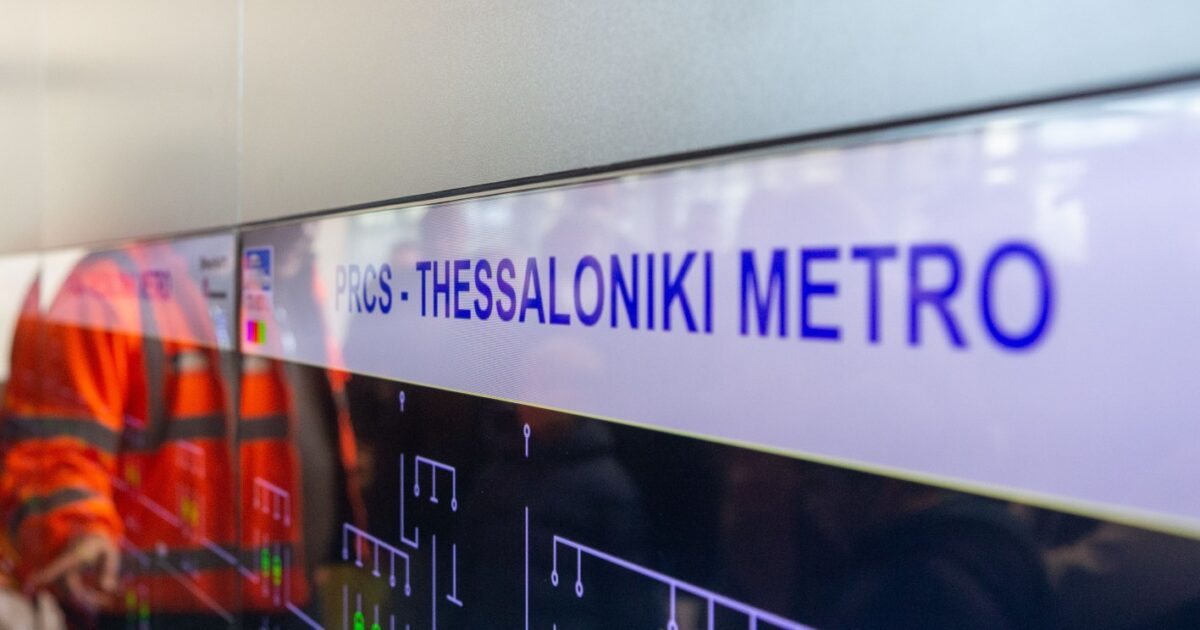 PRCS - THESSALONIKI METRO